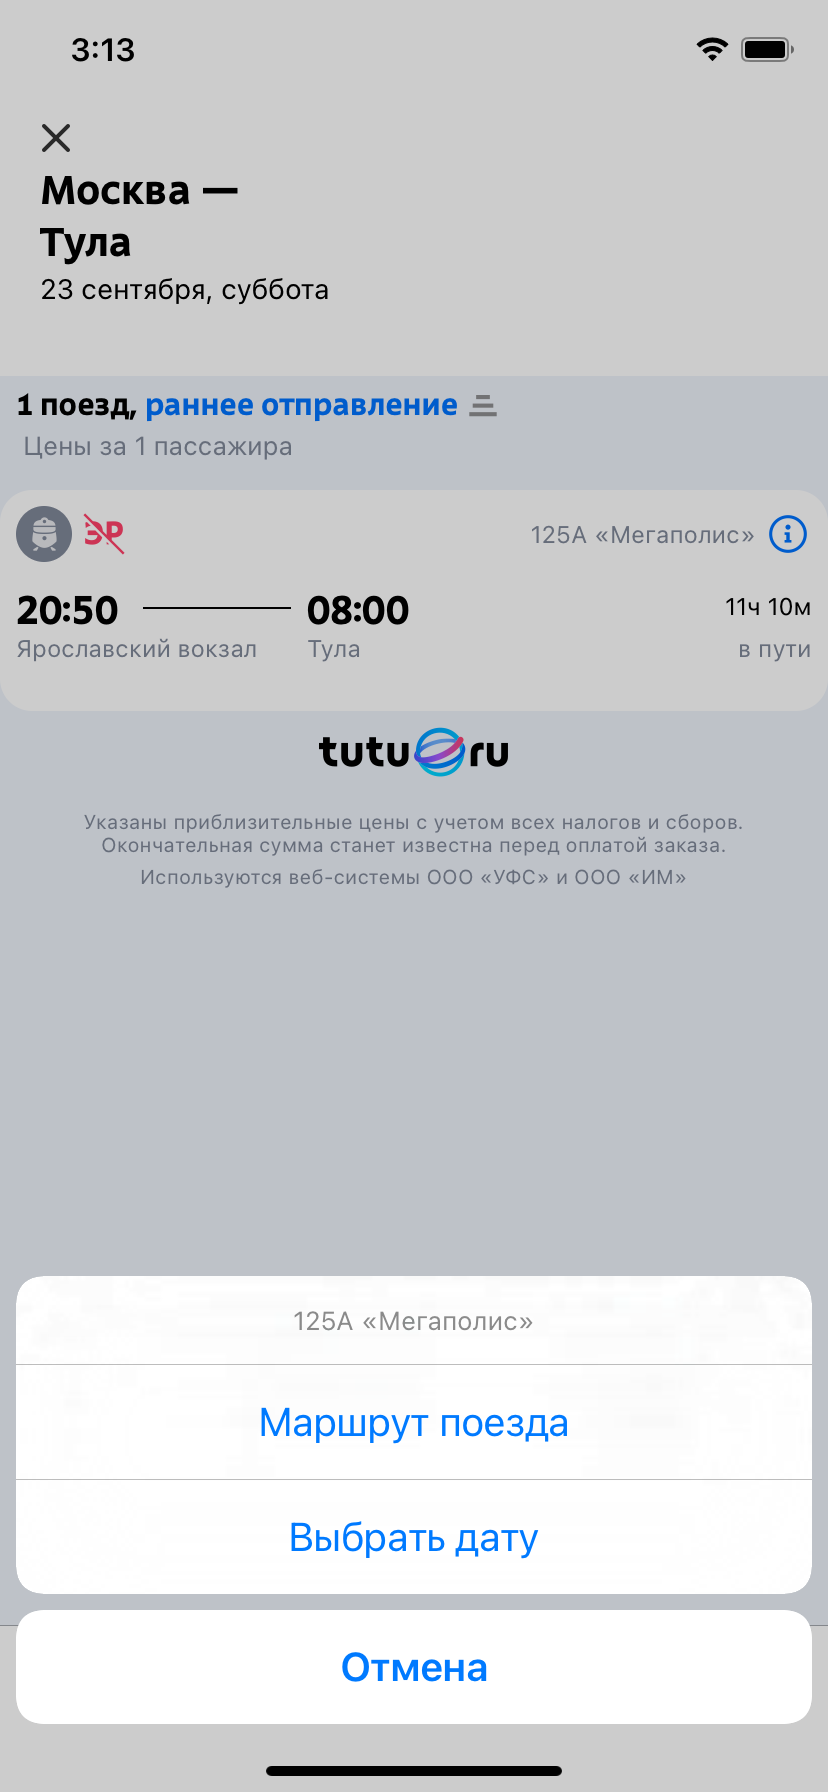 3:13
Москва —
Тула
23 сентября, суббота
1 поезд, раннее отправление
Цены за 1 пассажира
ЭР
125А «Мегаполис»
20:50
08:00
11ч 10м
Ярославский вокзал
Тула
в пути
tutu ru
Указаны приблизительные цены с учетом всех налогов и сборов.
Окончательная сумма станет известна перед оплатой заказа.
Используются веб-системы ООО «УФС» и ООО «ИМ»
125А «Мегаполис»
Маршрут поезда
Выбрать дату
Отмена